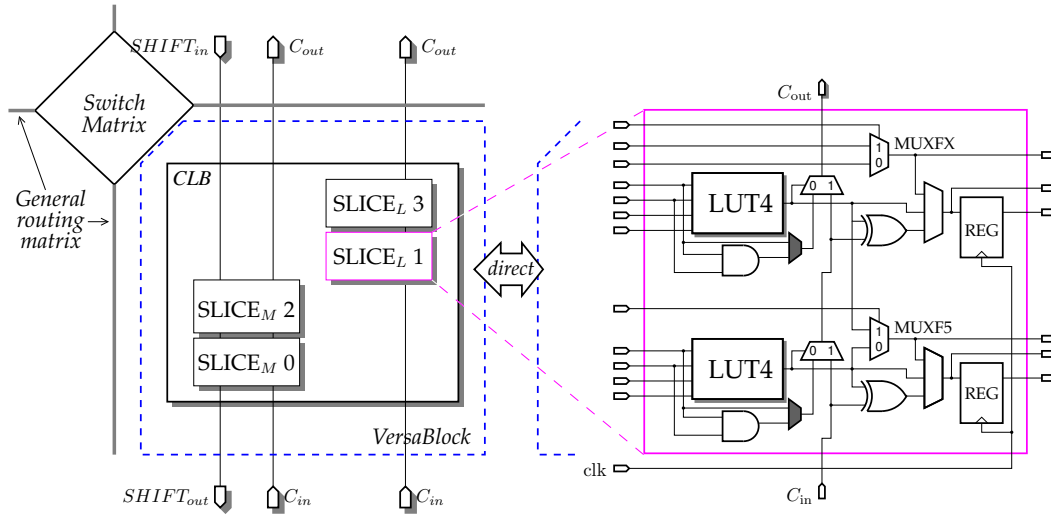 SHIFT_in
C_out
C_out
Switch
Matrix
General
routing
matrix
CLB
SLICE_L 3
SLICE_L 1
SLICE_M 2
SLICE_M 0
VersaBlock
SHIFT_out
C_in
C_in
direct
C_out
MUXFX
1
0
0 1
LUT4
REG
MUXF5
1
0
0 1
LUT4
REG
clk
C_in